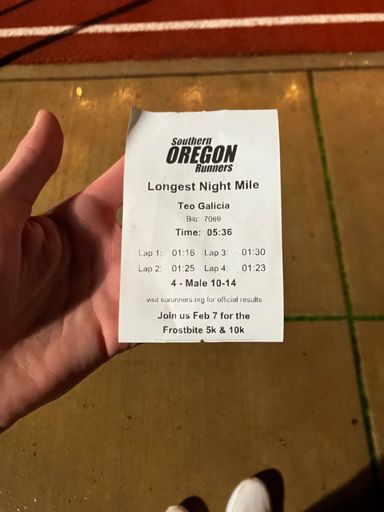 Southern
OREGON
Runners
Longest Night Mile
Teo Galicia
Bib: 7069
Time: 05:36
Lap 1: 01:16 Lap 3: 01:30
Lap 2: 01:25 Lap 4: 01:23
4 - Male 10-14
visit sorunners.org for official results
Join us Feb 7 for the
Frostbite 5k & 10k